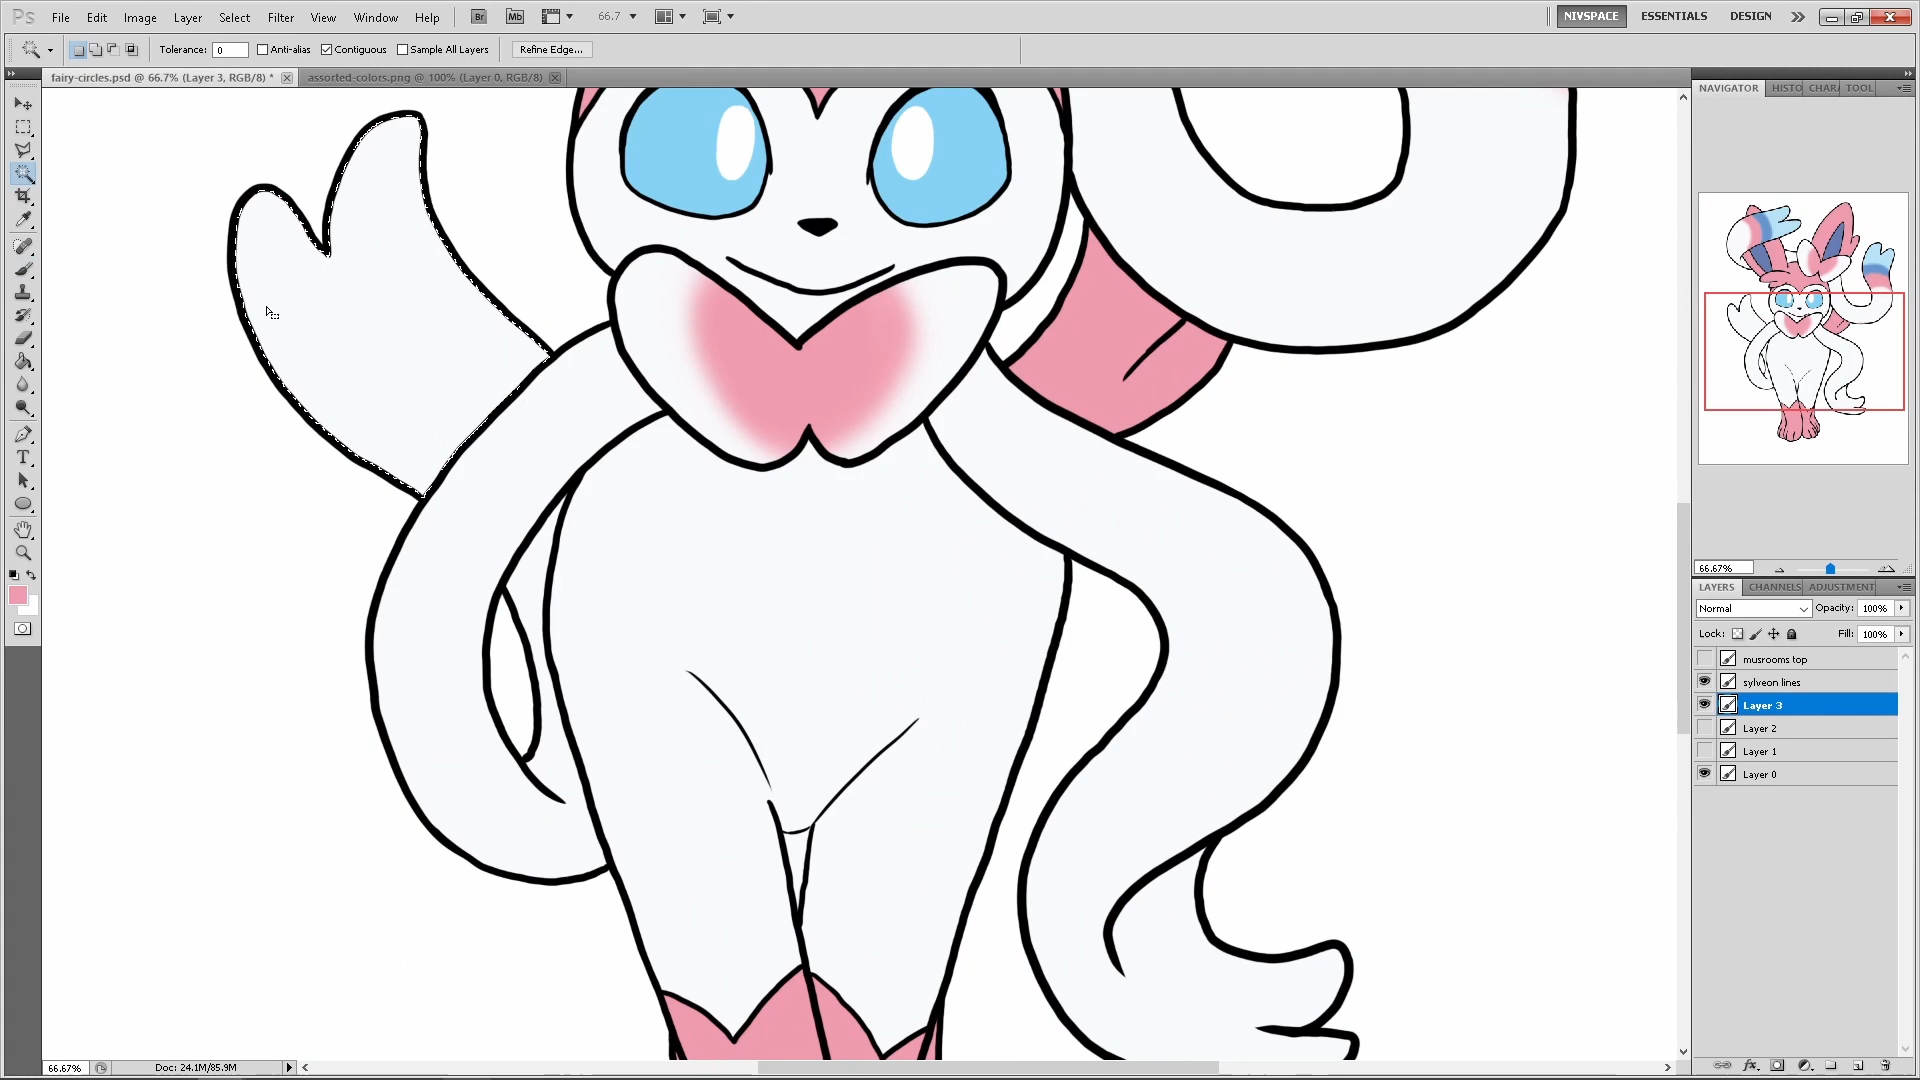 Ps File Edit Image Layer Select Filter View Window Help Br Mb 66.7 NIVSPACE ESSENTIALS DESIGN
Tolerance: 0 Anti-alias Contiguous Sample All Layers Refine Edge...
fairy-circles.psd @ 66.7% (Layer 3, RGB/8) * assorted-colors.png @ 100% (Layer 0, RGB/8)
NAVIGATOR HISTO CHAR TOOL
66.67%
LAYERS CHANNELS ADJUSTMENT
Normal Opacity: 100%
Lock: Fill: 100%
musrooms top
sylveon lines
Layer 3
Layer 2
Layer 1
Layer 0
T
fx
66.67% Doc: 24.1M/85.9M